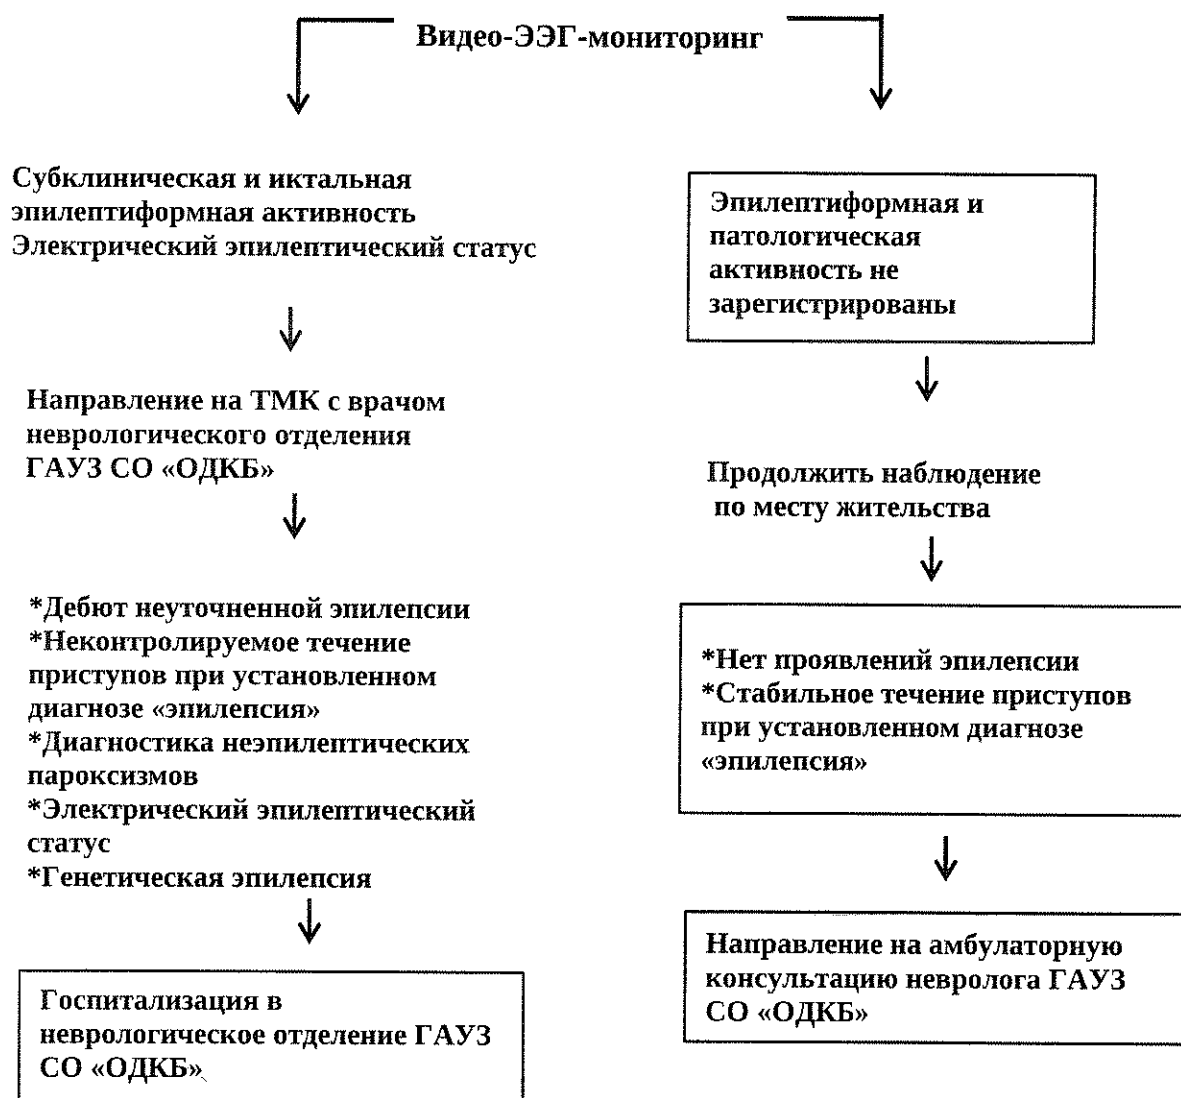 Видео-ЭЭГ-мониторинг
Субклиническая и иктальная
эпилептиформная активность
Электрический эпилептический статус
Направление на ТМК с врачом
неврологического отделения
ГАУЗ СО «ОДКБ»
*Дебют неуточненной эпилепсии
*Неконтролируемое течение
приступов при установленном
диагнозе «эпилепсия»
*Диагностика неэпилептических
пароксизмов
*Электрический эпилептический
статус
*Генетическая эпилепсия
Госпитализация в
неврологическое отделение ГАУЗ
СО «ОДКБ»
Эпилептиформная и
патологическая
активность не
зарегистрированы
Продолжить наблюдение
по месту жительства
*Нет проявлений эпилепсии
*Стабильное течение приступов
при установленном диагнозе
«эпилепсия»
Направление на амбулаторную
консультацию невролога ГАУЗ
СО «ОДКБ»